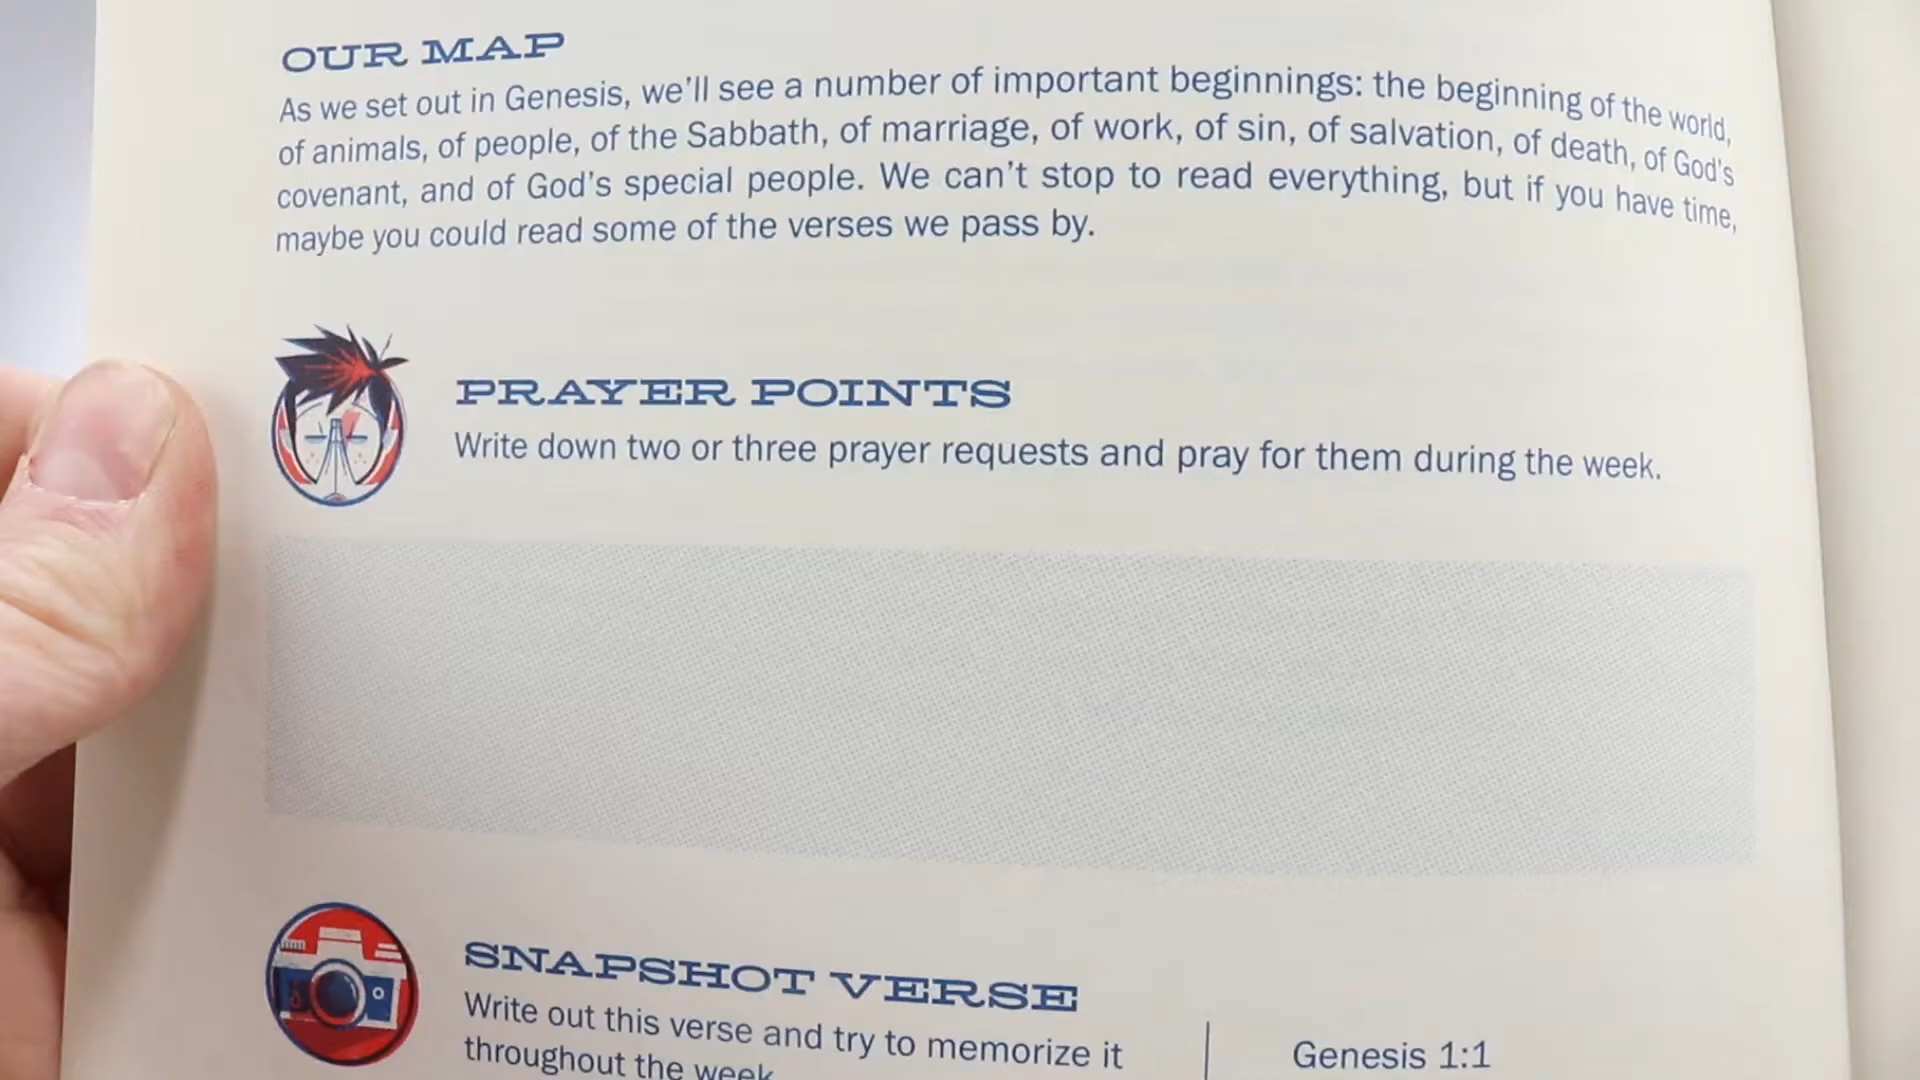 OUR MAP
As we set out in Genesis, we'll see a number of important beginnings: the beginning of the world,
of animals, of people, of the Sabbath, of marriage, of work, of sin, of salvation, of death, of God's
covenant, and of God's special people. We can't stop to read everything, but if you have time,
maybe you could read some of the verses we pass by.
PRAYER POINTS
Write down two or three prayer requests and pray for them during the week.
SNAPSHOT VERSE
Write out this verse and try to memorize it
throughout the week
Genesis 1:1